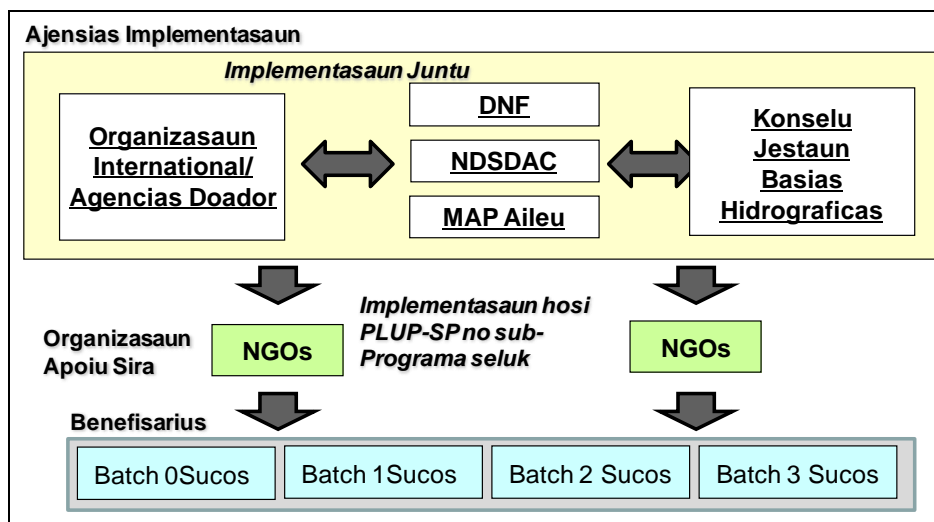 Ajensias Implementasaun
Implementasaun Juntu
Organizasaun
International/
Agencias Doador
DNF
NDSDAC
MAP Aileu
Konselu
Jestaun
Basias
Hidrograficas
Implementasaun hosi
PLUP-SP no sub-
Programa seluk
Organizasaun
Apoiu Sira
NGOs
NGOs
Benefisarius
Batch 0Sucos
Batch 1Sucos
Batch 2 Sucos
Batch 3 Sucos